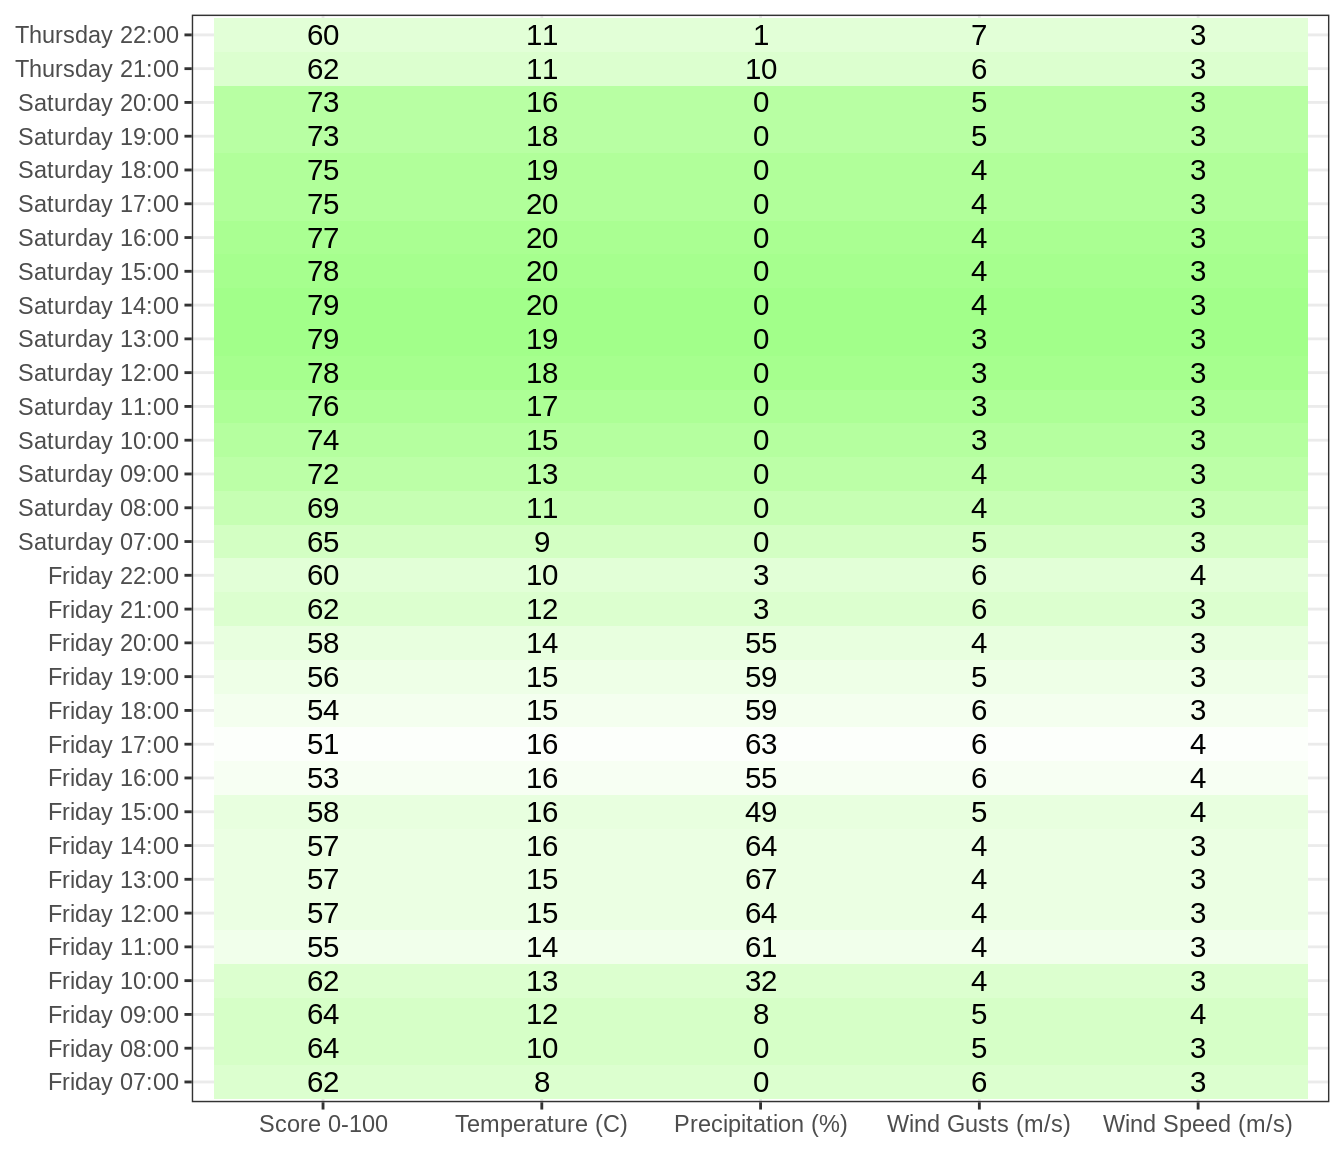 Thursday 22:00 60 11 1 7 3
Thursday 21:00 62 11 10 6 3
Saturday 20:00 73 16 0 5 3
Saturday 19:00 73 18 0 5 3
Saturday 18:00 75 19 0 4 3
Saturday 17:00 75 20 0 4 3
Saturday 16:00 77 20 0 4 3
Saturday 15:00 78 20 0 4 3
Saturday 14:00 79 20 0 4 3
Saturday 13:00 79 19 0 3 3
Saturday 12:00 78 18 0 3 3
Saturday 11:00 76 17 0 3 3
Saturday 10:00 74 15 0 3 3
Saturday 09:00 72 13 0 4 3
Saturday 08:00 69 11 0 4 3
Saturday 07:00 65 9 0 5 3
Friday 22:00 60 10 3 6 4
Friday 21:00 62 12 3 6 3
Friday 20:00 58 14 55 4 3
Friday 19:00 56 15 59 5 3
Friday 18:00 54 15 59 6 3
Friday 17:00 51 16 63 6 4
Friday 16:00 53 16 55 6 4
Friday 15:00 58 16 49 5 4
Friday 14:00 57 16 64 4 3
Friday 13:00 57 15 67 4 3
Friday 12:00 57 15 64 4 3
Friday 11:00 55 14 61 4 3
Friday 10:00 62 13 32 4 3
Friday 09:00 64 12 8 5 4
Friday 08:00 64 10 0 5 3
Friday 07:00 62 8 0 6 3
Score 0-100 Temperature (C) Precipitation (%) Wind Gusts (m/s) Wind Speed (m/s)